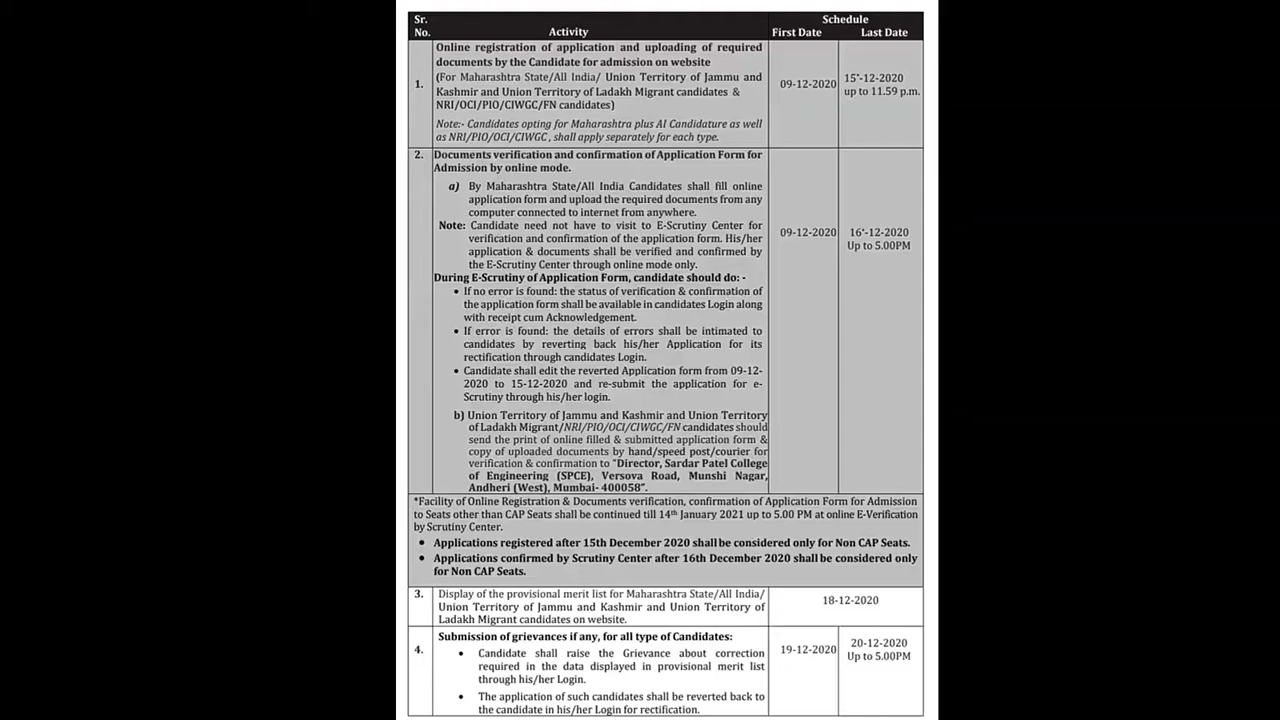 Sr. Schedule
No. Activity First Date Last Date
Online registration of application and uploading of required
documents by the Candidate for admission on website
(For Maharashtra State/All India/ Union Territory of Jammu and
1. Kashmir and Union Territory of Ladakh Migrant candidates &
NRI/OCI/PIO/CIWGC/FN candidates)
09-12-2020 15*-12-2020
up to 11.59 p.m.
Note:- Candidates opting for Maharashtra plus AI Candidature as well
as NRI/PIO/OCI/CIWGC , shall apply separately for each type.
2. Documents verification and confirmation of Application Form for
Admission by online mode.
a) By Maharashtra State/All India Candidates shall fill online
application form and upload the required documents from any
computer connected to internet from anywhere.
Note: Candidate need not have to visit to E-Scrutiny Center for
verification and confirmation of the application form. His/her
application & documents shall be verified and confirmed by
the E-Scrutiny Center through online mode only.
09-12-2020 16*-12-2020
Up to 5.00PM
During E-Scrutiny of Application Form, candidate should do: -
• If no error is found: the status of verification & confirmation of
the application form shall be available in candidates Login along
with receipt cum Acknowledgement.
• If error is found: the details of errors shall be intimated to
candidates by reverting back his/her Application for its
rectification through candidates Login.
• Candidate shall edit the reverted Application form from 09-12-
2020 to 15-12-2020 and re-submit the application for e-
Scrutiny through his/her login.
b) Union Territory of Jammu and Kashmir and Union Territory
of Ladakh Migrant/NRI/PIO/OCI/CIWGC/FN candidates should
send the print of online filled & submitted application form &
copy of uploaded documents by hand/speed post/courier for
verification & confirmation to "Director, Sardar Patel College
of Engineering (SPCE), Versova Road, Munshi Nagar,
Andheri (West), Mumbai- 400058".
*Facility of Online Registration & Documents verification, confirmation of Application Form for Admission
to Seats other than CAP Seats shall be continued till 14th January 2021 up to 5.00 PM at online E-Verification
by Scrutiny Center.
• Applications registered after 15th December 2020 shall be considered only for Non CAP Seats.
• Applications confirmed by Scrutiny Center after 16th December 2020 shall be considered only
for Non CAP Seats.
3. Display of the provisional merit list for Maharashtra State/All India/
Union Territory of Jammu and Kashmir and Union Territory of
Ladakh Migrant candidates on website.
18-12-2020
4. Submission of grievances if any, for all type of Candidates:
• Candidate shall raise the Grievance about correction
required in the data displayed in provisional merit list
through his/her Login.
• The application of such candidates shall be reverted back to
the candidate in his/her Login for rectification.
19-12-2020 20-12-2020
Up to 5.00PM